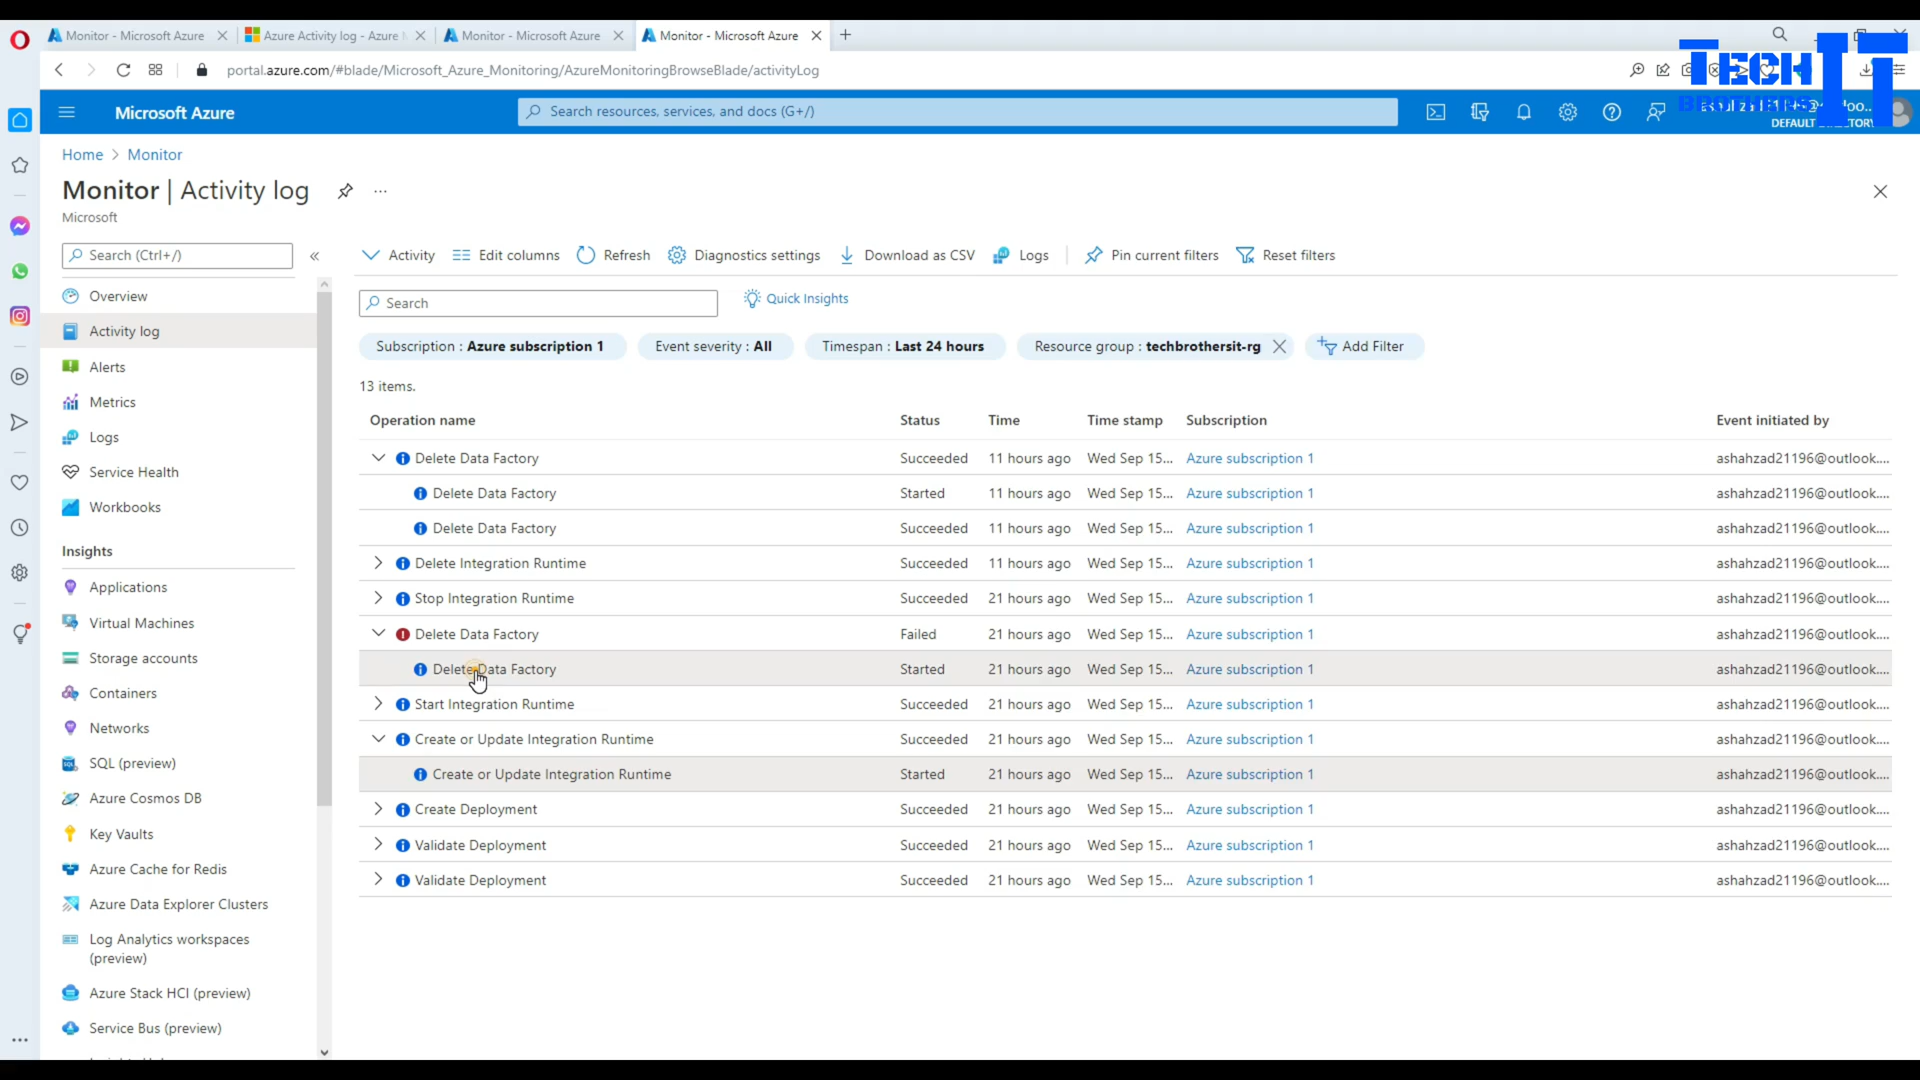 Monitor - Microsoft Azure
Azure Activity log - Azure
Monitor - Microsoft Azure
Monitor - Microsoft Azure
portal.azure.com/#blade/Microsoft_Azure_Monitoring/AzureMonitoringBrowseBlade/activityLog
TECH IT
BROTHERS
Microsoft Azure
Search resources, services, and docs (G+/)
DEFAULT DIRECTORY
Home > Monitor
Monitor | Activity log
Microsoft
Search (Ctrl+/)
Activity
Edit columns
Refresh
Diagnostics settings
Download as CSV
Logs
Pin current filters
Reset filters
Search
Quick Insights
Subscription : Azure subscription 1
Event severity : All
Timespan : Last 24 hours
Resource group : techbrothersit-rg
Add Filter
13 items.
Overview
Activity log
Alerts
Metrics
Logs
Service Health
Workbooks
Insights
Applications
Virtual Machines
Storage accounts
Containers
Networks
SQL (preview)
Azure Cosmos DB
Key Vaults
Azure Cache for Redis
Azure Data Explorer Clusters
Log Analytics workspaces
(preview)
Azure Stack HCI (preview)
Service Bus (preview)
Operation name Status Time Time stamp Subscription Event initiated by
Delete Data Factory Succeeded 11 hours ago Wed Sep 15... Azure subscription 1 ashahzad21196@outlook....
Delete Data Factory Started 11 hours ago Wed Sep 15... Azure subscription 1 ashahzad21196@outlook....
Delete Data Factory Succeeded 11 hours ago Wed Sep 15... Azure subscription 1 ashahzad21196@outlook....
Delete Integration Runtime Succeeded 11 hours ago Wed Sep 15... Azure subscription 1 ashahzad21196@outlook....
Stop Integration Runtime Succeeded 21 hours ago Wed Sep 15... Azure subscription 1 ashahzad21196@outlook....
Delete Data Factory Failed 21 hours ago Wed Sep 15... Azure subscription 1 ashahzad21196@outlook....
Delete Data Factory Started 21 hours ago Wed Sep 15... Azure subscription 1 ashahzad21196@outlook....
Start Integration Runtime Succeeded 21 hours ago Wed Sep 15... Azure subscription 1 ashahzad21196@outlook....
Create or Update Integration Runtime Succeeded 21 hours ago Wed Sep 15... Azure subscription 1 ashahzad21196@outlook....
Create or Update Integration Runtime Started 21 hours ago Wed Sep 15... Azure subscription 1 ashahzad21196@outlook....
Create Deployment Succeeded 21 hours ago Wed Sep 15... Azure subscription 1 ashahzad21196@outlook....
Validate Deployment Succeeded 21 hours ago Wed Sep 15... Azure subscription 1 ashahzad21196@outlook....
Validate Deployment Succeeded 21 hours ago Wed Sep 15... Azure subscription 1 ashahzad21196@outlook....